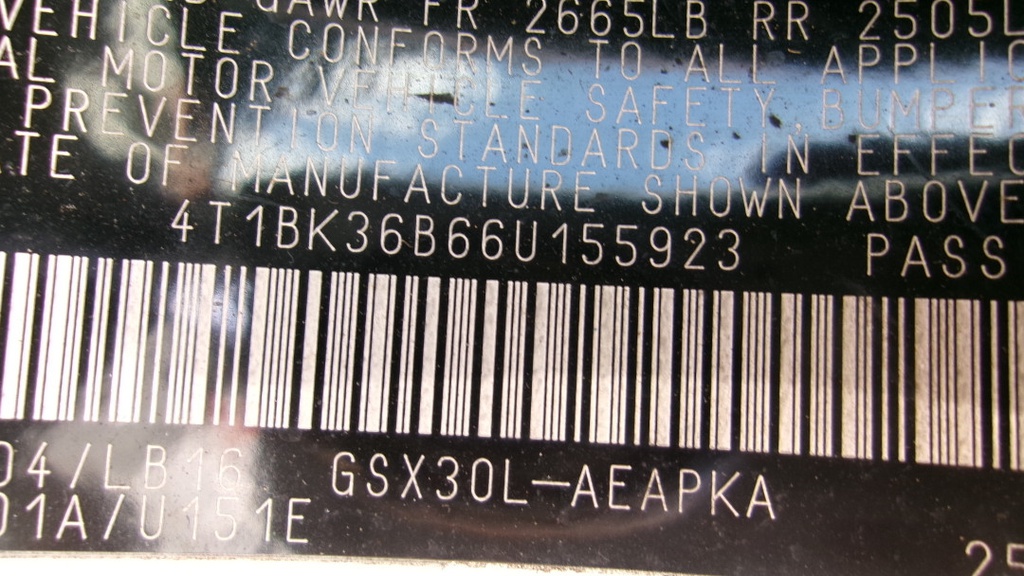 GAWR FR 2665LB RR 2505L
VEHICLE CONFORMS TO ALL APPLIC
AL MOTOR VEHICLE SAFETY, BUMPER
PREVENTION STANDARDS IN EFFEC
TE OF MANUFACTURE SHOWN ABOVE
4T1BK36B66U155923 PASS
04/LB16 GSX30L-AEAPKA
01A/U151E
25